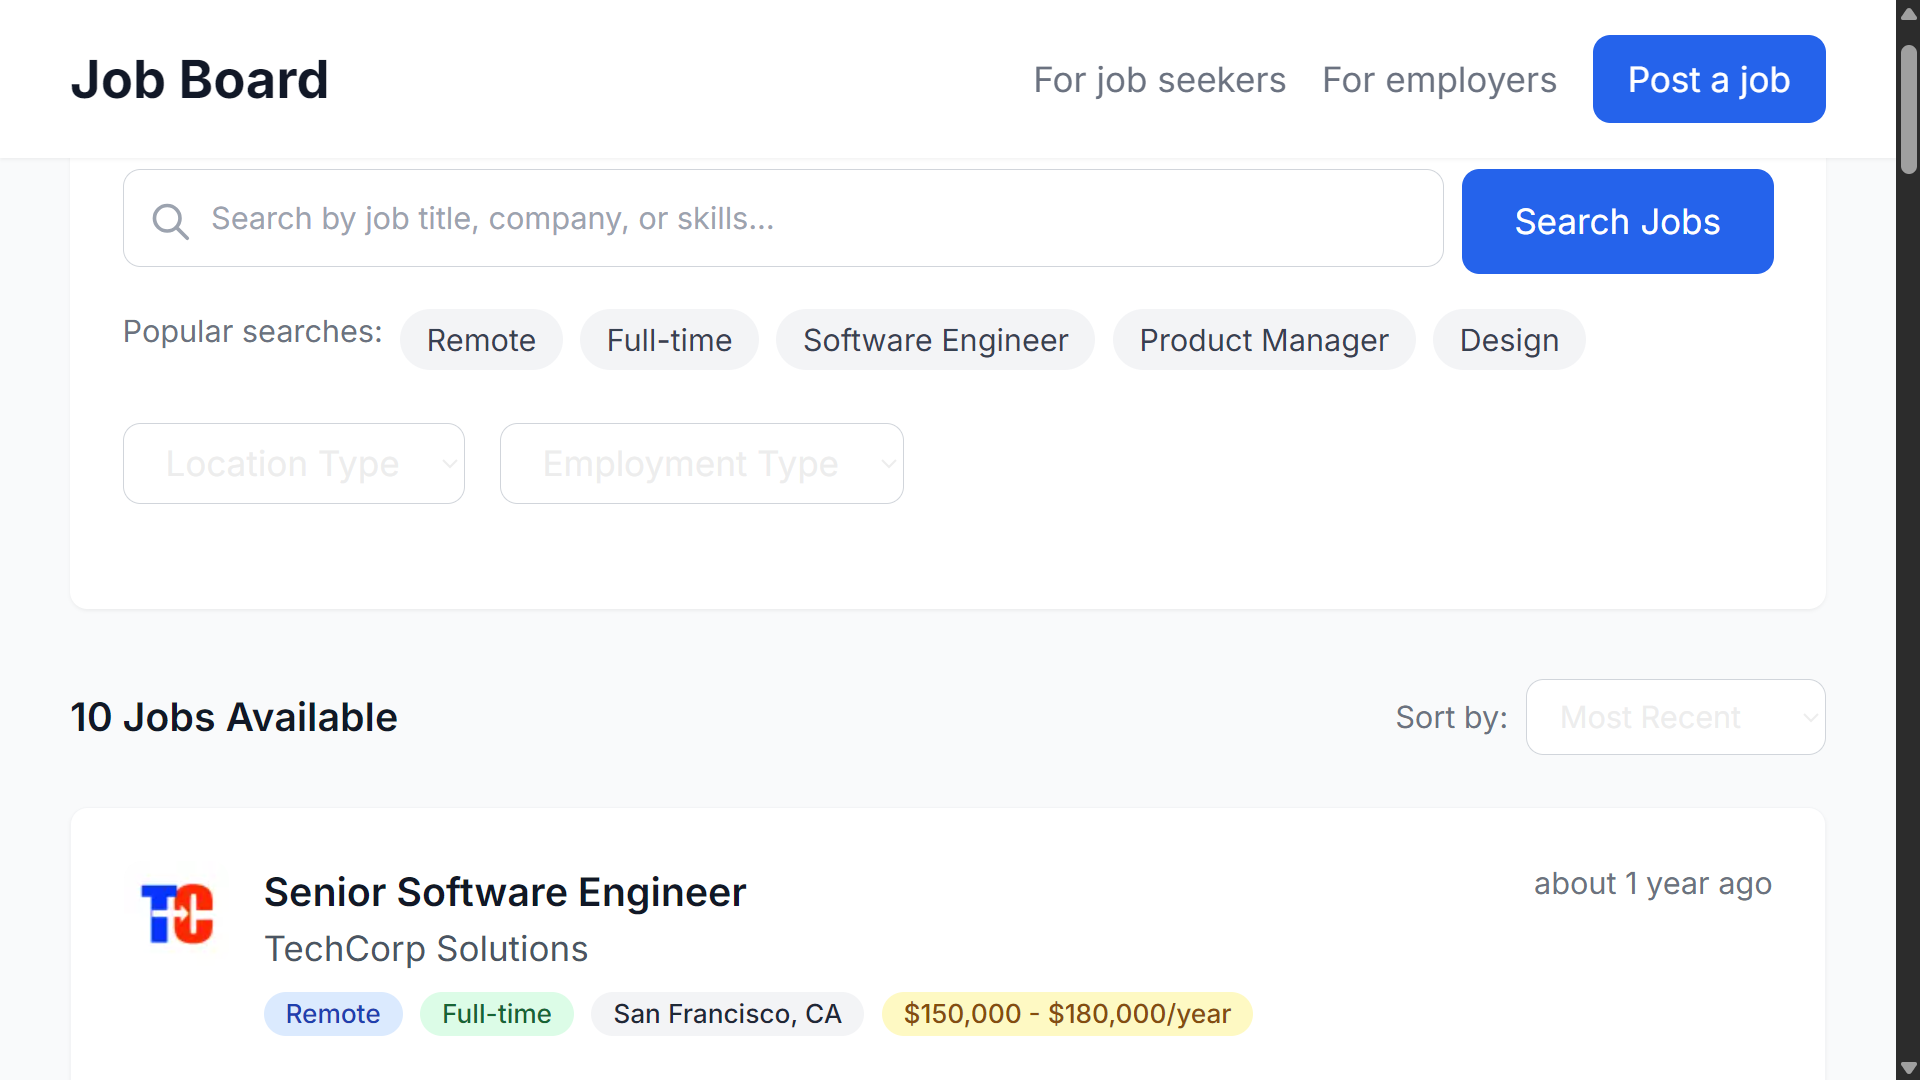 Job Board
For job seekers
For employers
Post a job
Search by job title, company, or skills...
Search Jobs
Popular searches:
Remote
Full-time
Software Engineer
Product Manager
Design
Location Type
Employment Type
10 Jobs Available
Sort by:
Most Recent
TC
Senior Software Engineer
about 1 year ago
TechCorp Solutions
Remote
Full-time
San Francisco, CA
$150,000 - $180,000/year